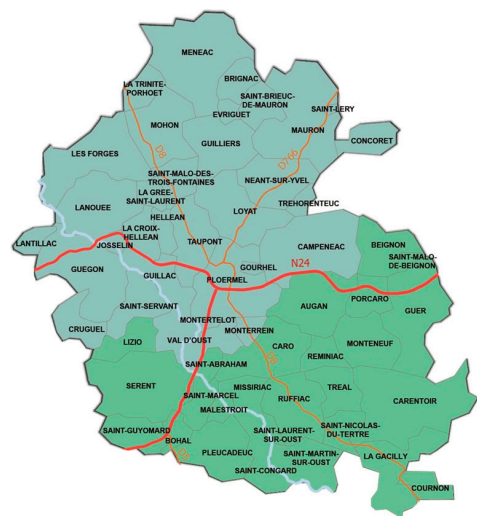 MENEAC
LA TRINITE-
PORHOET
BRIGNAC
SAINT-BRIEUC-
DE-MAURON
SAINT-LERY
EVRIGUET
MOHON
MAURON
CONCORET
D8
GUILLIERS
D766
LES FORGES
SAINT-MALO-DES-
TROIS-FONTAINES
NEANT-SUR-YVEL
LA GRÉE-
SAINT-LAURENT
TREHORENTEUC
LANOUEE
HELLEAN
LOYAT
LA CROIX-
HELLEAN
LANTILLAC
JOSSELIN
TAUPONT
CAMPENEAC
BEIGNON
SAINT-MALO-
DE-BEIGNON
GUEGON
GUILLAC
PLOERMEL
GOURHEL
N24
PORCARO
GUER
AUGAN
SAINT-SERVANT
MONTERTELOT
MONTERREIN
CRUGUEL
LIZIO
VAL D'OUST
CARO
MONTENEUF
REMINIAC
SAINT-ABRAHAM
SERENT
MISSIRIAC
TREAL
SAINT-MARCEL
RUFFIAC
CARENTOIR
MALESTROIT
SAINT-GUYOMARD
SAINT-LAURENT-
SUR-OUST
SAINT-NICOLAS-
DU-TERTRE
BOHAL
PLEUCADEUC
SAINT-MARTIN-
SUR-OUST
LA GACILLY
SAINT-CONGARD
COURNON